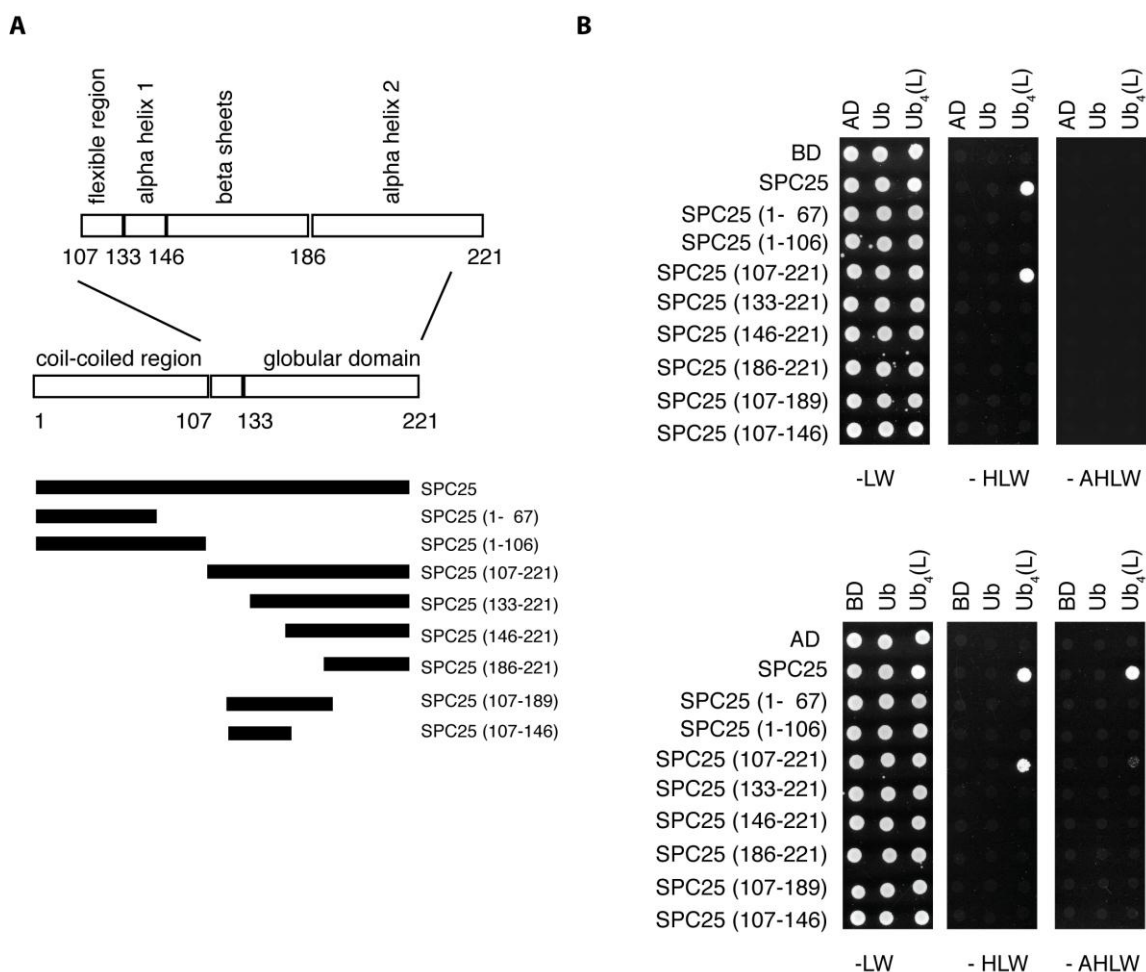 A
flexible region
alpha helix 1
beta sheets
alpha helix 2
107 133 146 186 221
coil-coiled region globular domain
1 107 133 221
SPC25
SPC25 (1- 67)
SPC25 (1-106)
SPC25 (107-221)
SPC25 (133-221)
SPC25 (146-221)
SPC25 (186-221)
SPC25 (107-189)
SPC25 (107-146)
B
AD Ub Ub₄(L) AD Ub Ub₄(L) AD Ub Ub₄(L)
BD
SPC25
SPC25 (1- 67)
SPC25 (1-106)
SPC25 (107-221)
SPC25 (133-221)
SPC25 (146-221)
SPC25 (186-221)
SPC25 (107-189)
SPC25 (107-146)
-LW - HLW - AHLW
BD Ub Ub₄(L) BD Ub Ub₄(L) BD Ub Ub₄(L)
AD
SPC25
SPC25 (1- 67)
SPC25 (1-106)
SPC25 (107-221)
SPC25 (133-221)
SPC25 (146-221)
SPC25 (186-221)
SPC25 (107-189)
SPC25 (107-146)
-LW - HLW - AHLW